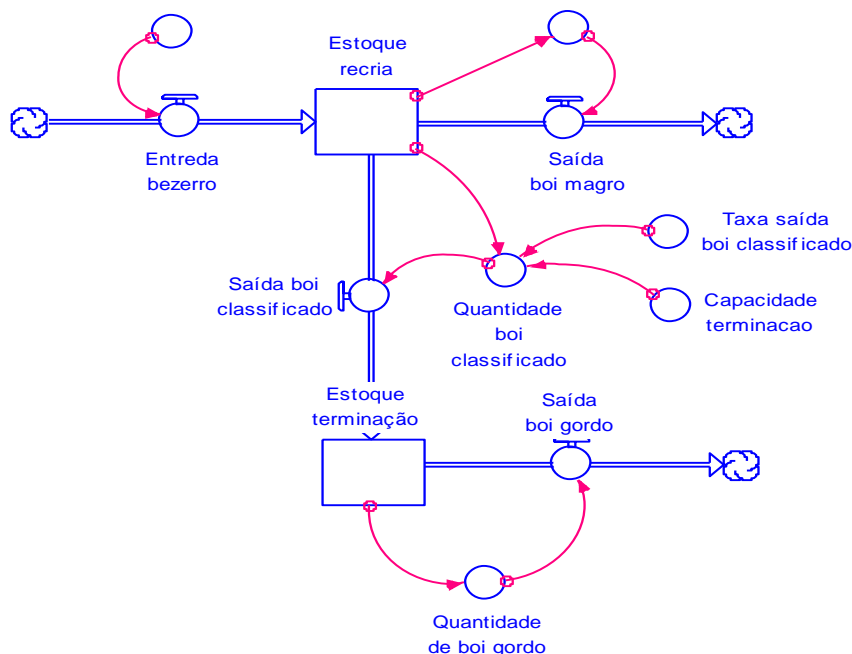 Estoque
recria
Entreda
bezerro
Saída
boi magro
Taxa saída
boi classificado
Saída boi
classificado
Quantidade
boi
classificado
Capacidade
terminacao
Estoque
terminação
Saída
boi gordo
Quantidade
de boi gordo